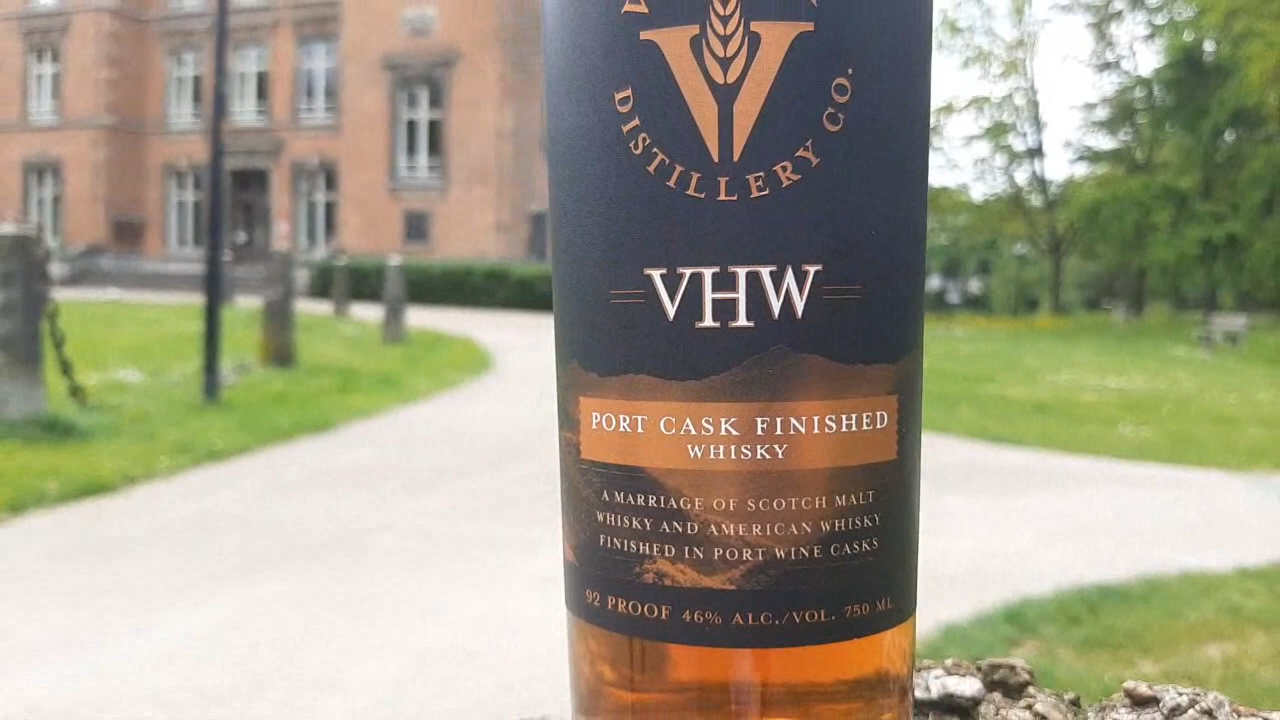 DISTILLERY CO.
VHW
PORT CASK FINISHED
WHISKY
A MARRIAGE OF SCOTCH MALT
WHISKY AND AMERICAN WHISKY
FINISHED IN PORT WINE CASKS
92 PROOF 46% ALC./VOL. 750 ML